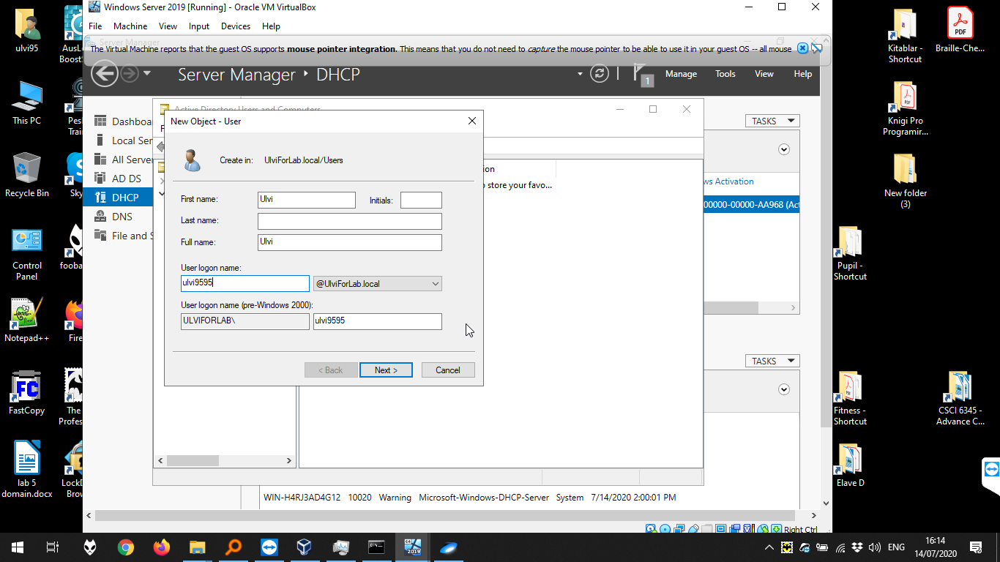 Windows Server 2019 [Running] - Oracle VM VirtualBox
File Machine View Input Devices Help
Server Manager
The Virtual Machine reports that the guest OS supports mouse pointer integration. This means that you do not need to capture the mouse pointer to be able to use it in your guest OS -- all mouse
Server Manager DHCP
1
Manage Tools View Help
Dashboa
Local Ser
All Server
AD DS
DHCP
DNS
File and S
Active Directory Users and Computers
New Object - User
Create in: UlviForLab.local/Users
First name: Ulvi Initials:
Last name:
Full name: Ulvi
User logon name:
ulvi9595 @UlviForLab.local
User logon name (pre-Windows 2000):
ULVIFORLAB\ ulvi9595
< Back Next > Cancel
ion
store your favo...
TASKS
ws Activation
00000-00000-AA968 (Act
TASKS
WIN-H4RJ3AD4G12 10020 Warning Microsoft-Windows-DHCP-Server System 7/14/2020 2:00:01 PM
Right Ctrl
ulvi95
AusL
Boost
This PC
Pesl
Trai
Recycle Bin
Sky
Control
Panel
fooba
Notepad++
Fire
FastCopy
FC
The
Profes
lab 5
domain.docx
LockD
Brow
Kitablar -
Shortcut
PDF
Braille-Che...
Knigi Pro
Programir...
New folder
(3)
Pupil -
Shortcut
Fitness -
Shortcut
CSCI 6345 -
Advance C...
Elave D
2019
ENG
16:14
14/07/2020